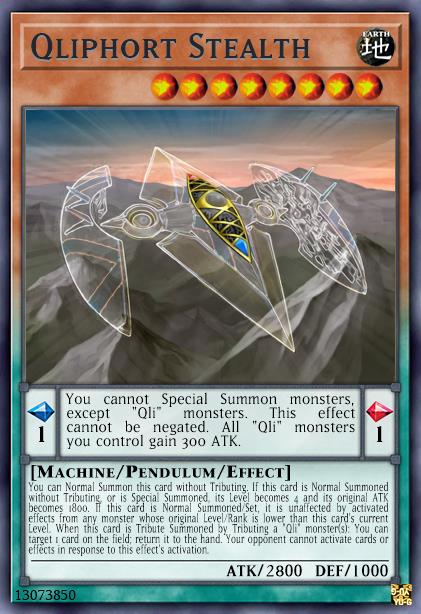 Qliphort Stealth
EARTH
地
You cannot Special Summon monsters,
except "Qli" monsters. This effect
cannot be negated. All "Qli" monsters
you control gain 300 ATK.
1
1
[Machine/Pendulum/Effect]
You can Normal Summon this card without Tributing. If this card is Normal Summoned
without Tributing, or is Special Summoned, its Level becomes 4 and its original ATK
becomes 1800. If this card is Normal Summoned/Set, it is unaffected by activated
effects from any monster whose original Level/Rank is lower than this card's current
Level. When this card is Tribute Summoned by Tributing a "Qli" monster(s): You can
target 1 card on the field; return it to the hand. Your opponent cannot activate cards or
effects in response to this effect's activation.
ATK/2800 DEF/1000
13073850